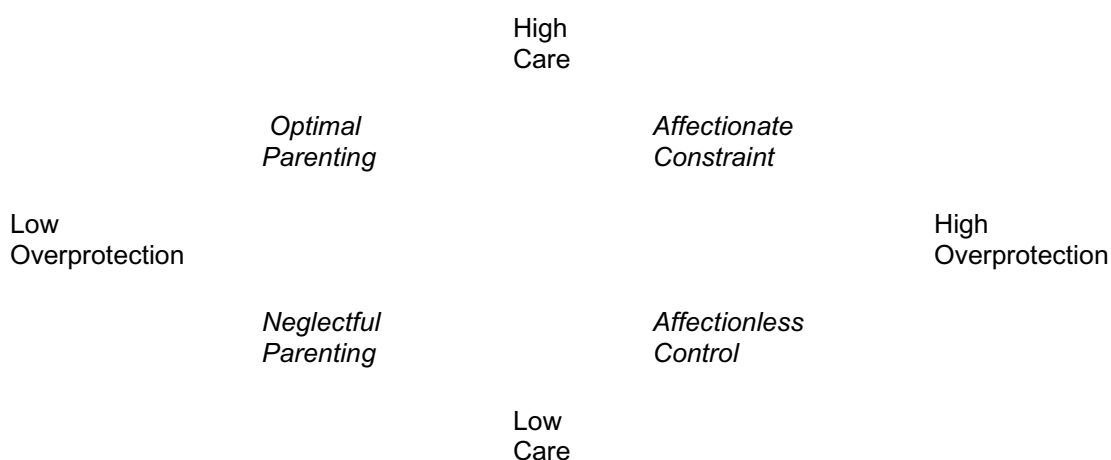 High
Care
Optimal
Parenting
Affectionate
Constraint
Low
Overprotection
High
Overprotection
Neglectful
Parenting
Affectionless
Control
Low
Care